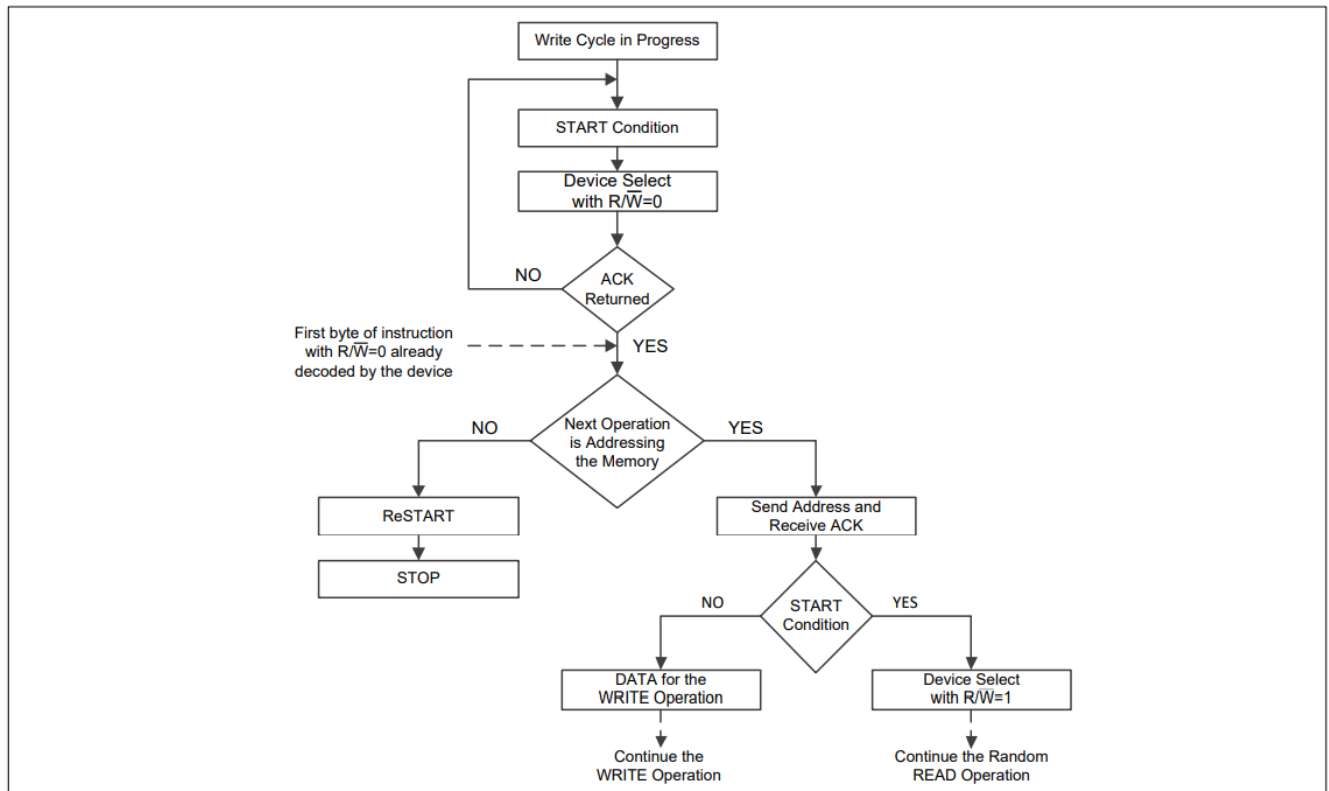 Write Cycle in Progress
START Condition
Device Select
with R/W̅=0
NO
ACK
Returned
First byte of instruction
with R/W̅=0 already
decoded by the device
YES
NO
Next Operation
is Addressing
the Memory
YES
ReSTART
Send Address and
Receive ACK
STOP
NO
START
Condition
YES
DATA for the
WRITE Operation
Device Select
with R/W̅=1
Continue the
WRITE Operation
Continue the Random
READ Operation